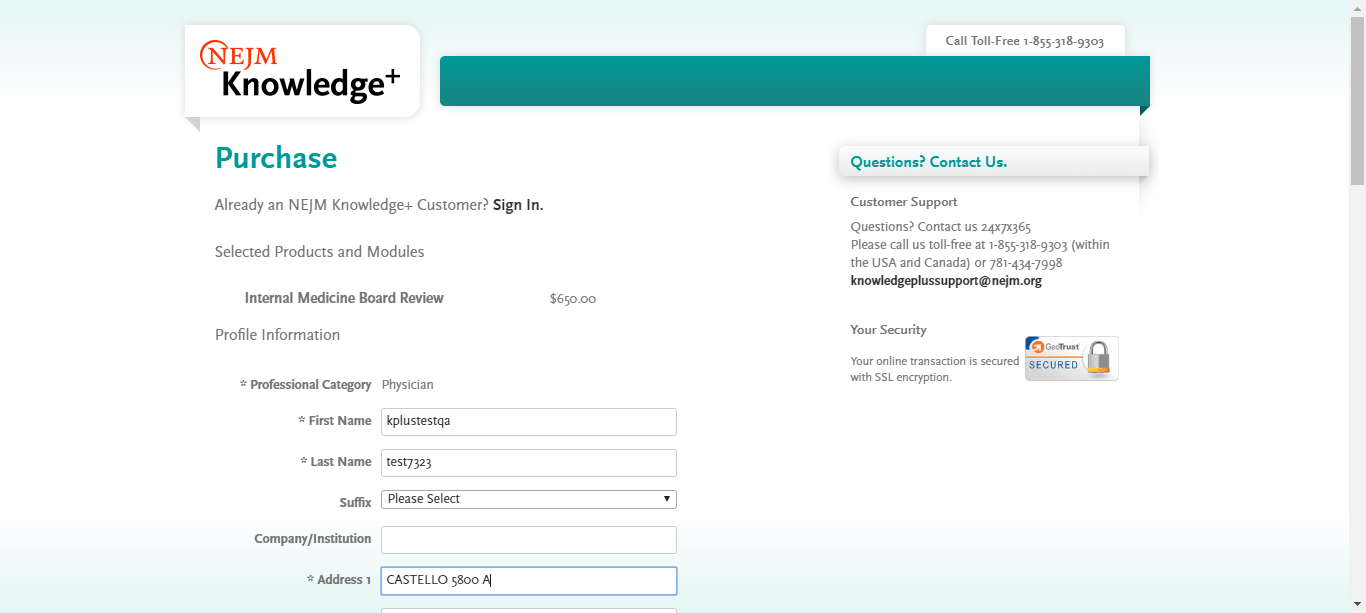 NEJM
Knowledge+
Call Toll-Free 1-855-318-9303
Purchase
Already an NEJM Knowledge+ Customer? Sign In.
Selected Products and Modules
Internal Medicine Board Review $650.00
Profile Information
* Professional Category Physician
* First Name kplustestqa
* Last Name test7323
Suffix Please Select
Company/Institution
* Address 1 CASTELLO 5800 A
Questions? Contact Us.
Customer Support
Questions? Contact us 24x7x365
Please call us toll-free at 1-855-318-9303 (within
the USA and Canada) or 781-434-7998
knowledgeplussupport@nejm.org
Your Security
Your online transaction is secured
with SSL encryption.
GeoTrust
SECURED